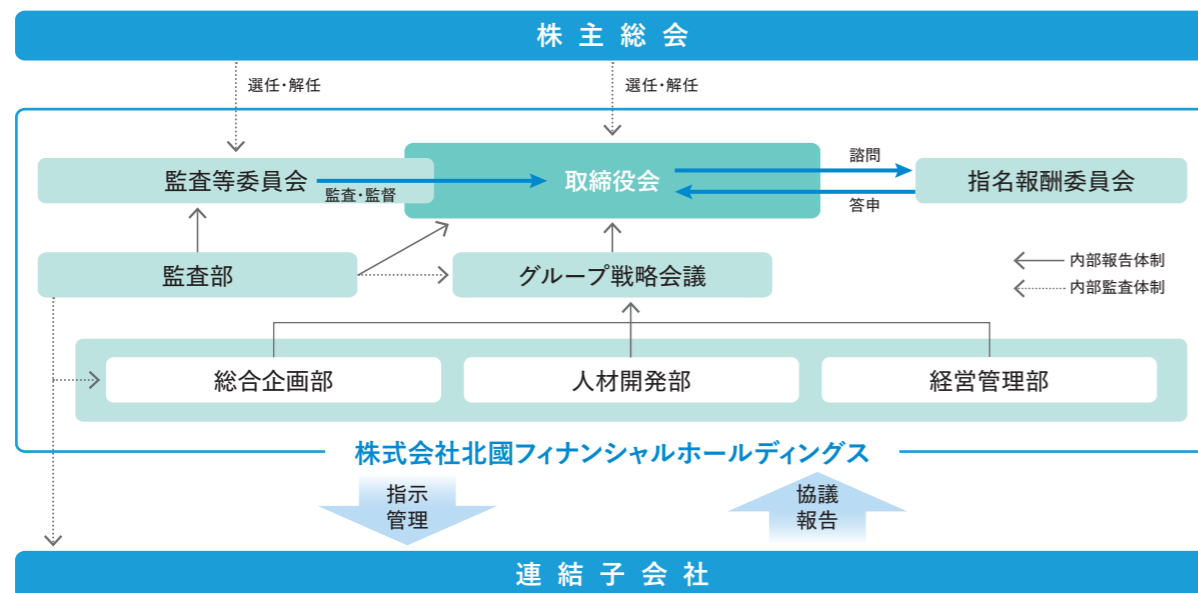 株主総会
選任・解任
選任・解任
監査等委員会
監査・監督
取締役会
諮問
答申
指名報酬委員会
監査部
グループ戦略会議
内部報告体制
内部監査体制
総合企画部
人材開発部
経営管理部
株式会社北國フィナンシャルホールディングス
指示
管理
協議
報告
連結子会社